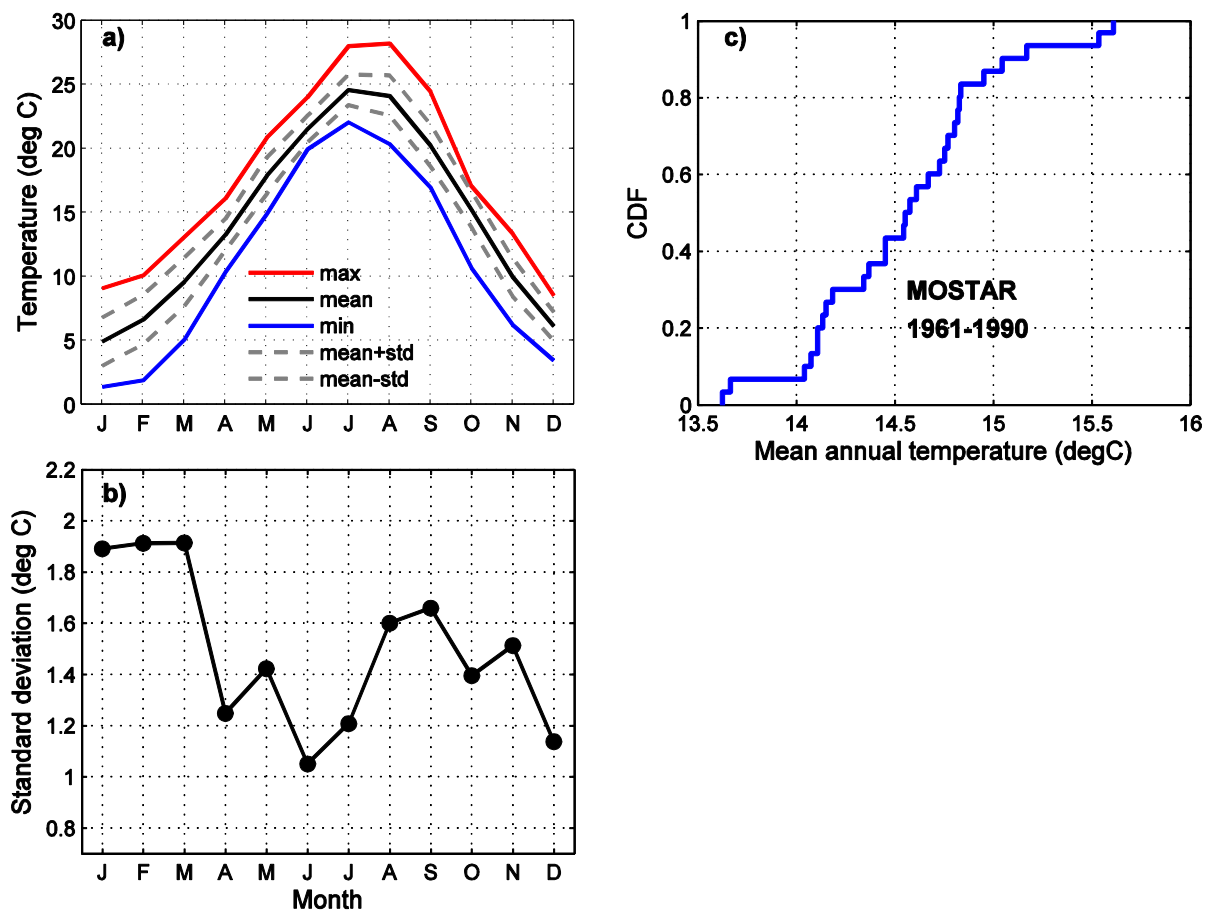 a)
Temperature (deg C)
30
25
20
15
10
5
0
max
mean
min
mean+std
mean-std
J F M A M J J A S O N D
c)
CDF
1
0.8
0.6
0.4
0.2
0
MOSTAR
1961-1990
13.5 14 14.5 15 15.5 16
Mean annual temperature (degC)
b)
Standard deviation (deg C)
2.2
2
1.8
1.6
1.4
1.2
1
0.8
J F M A M J J A S O N D
Month